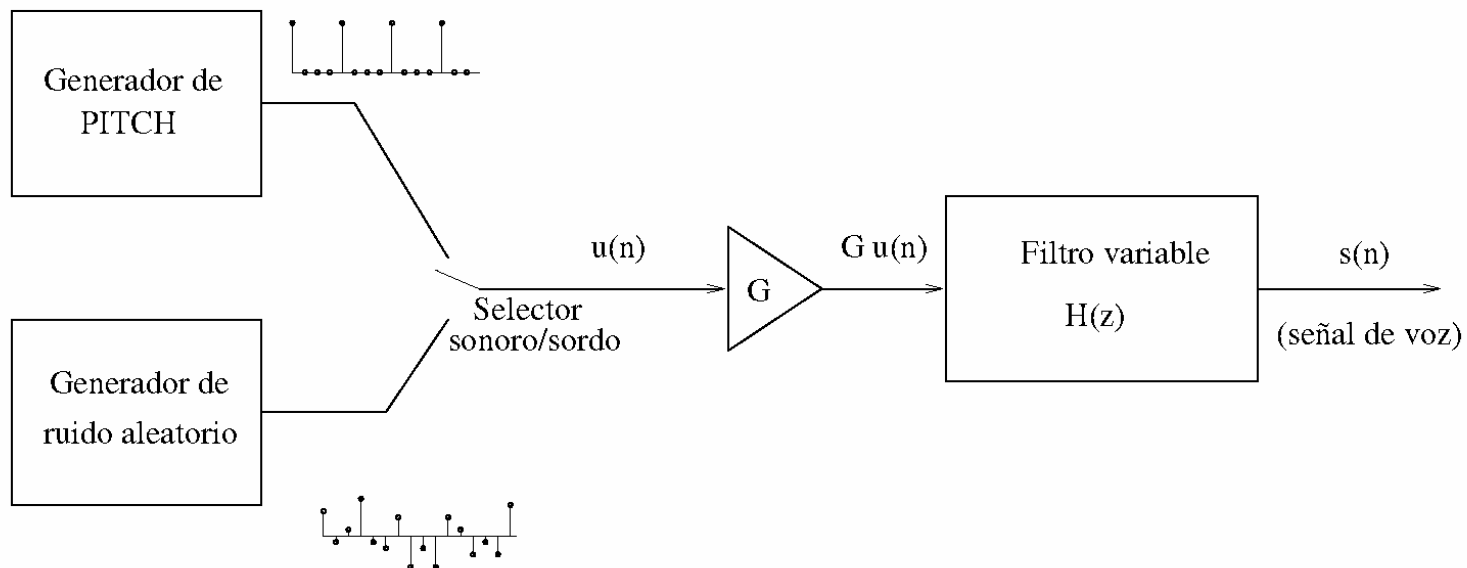 Generador de
PITCH
Selector
sonoro/sordo
u(n)
G
G u(n)
Filtro variable
H(z)
s(n)
(señal de voz)
Generador de
ruido aleatorio